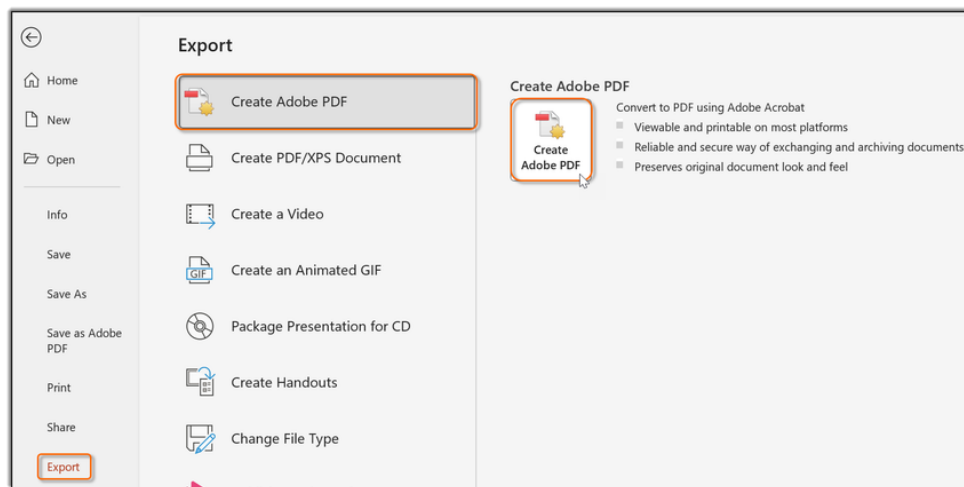 Export
Home
New
Open
Info
Save
Save As
Save as Adobe
PDF
Print
Share
Export
Create Adobe PDF
Create PDF/XPS Document
Create a Video
GIF
Create an Animated GIF
Package Presentation for CD
Create Handouts
Change File Type
Create Adobe PDF
Create
Adobe PDF
Convert to PDF using Adobe Acrobat
Viewable and printable on most platforms
Reliable and secure way of exchanging and archiving documents
Preserves original document look and feel